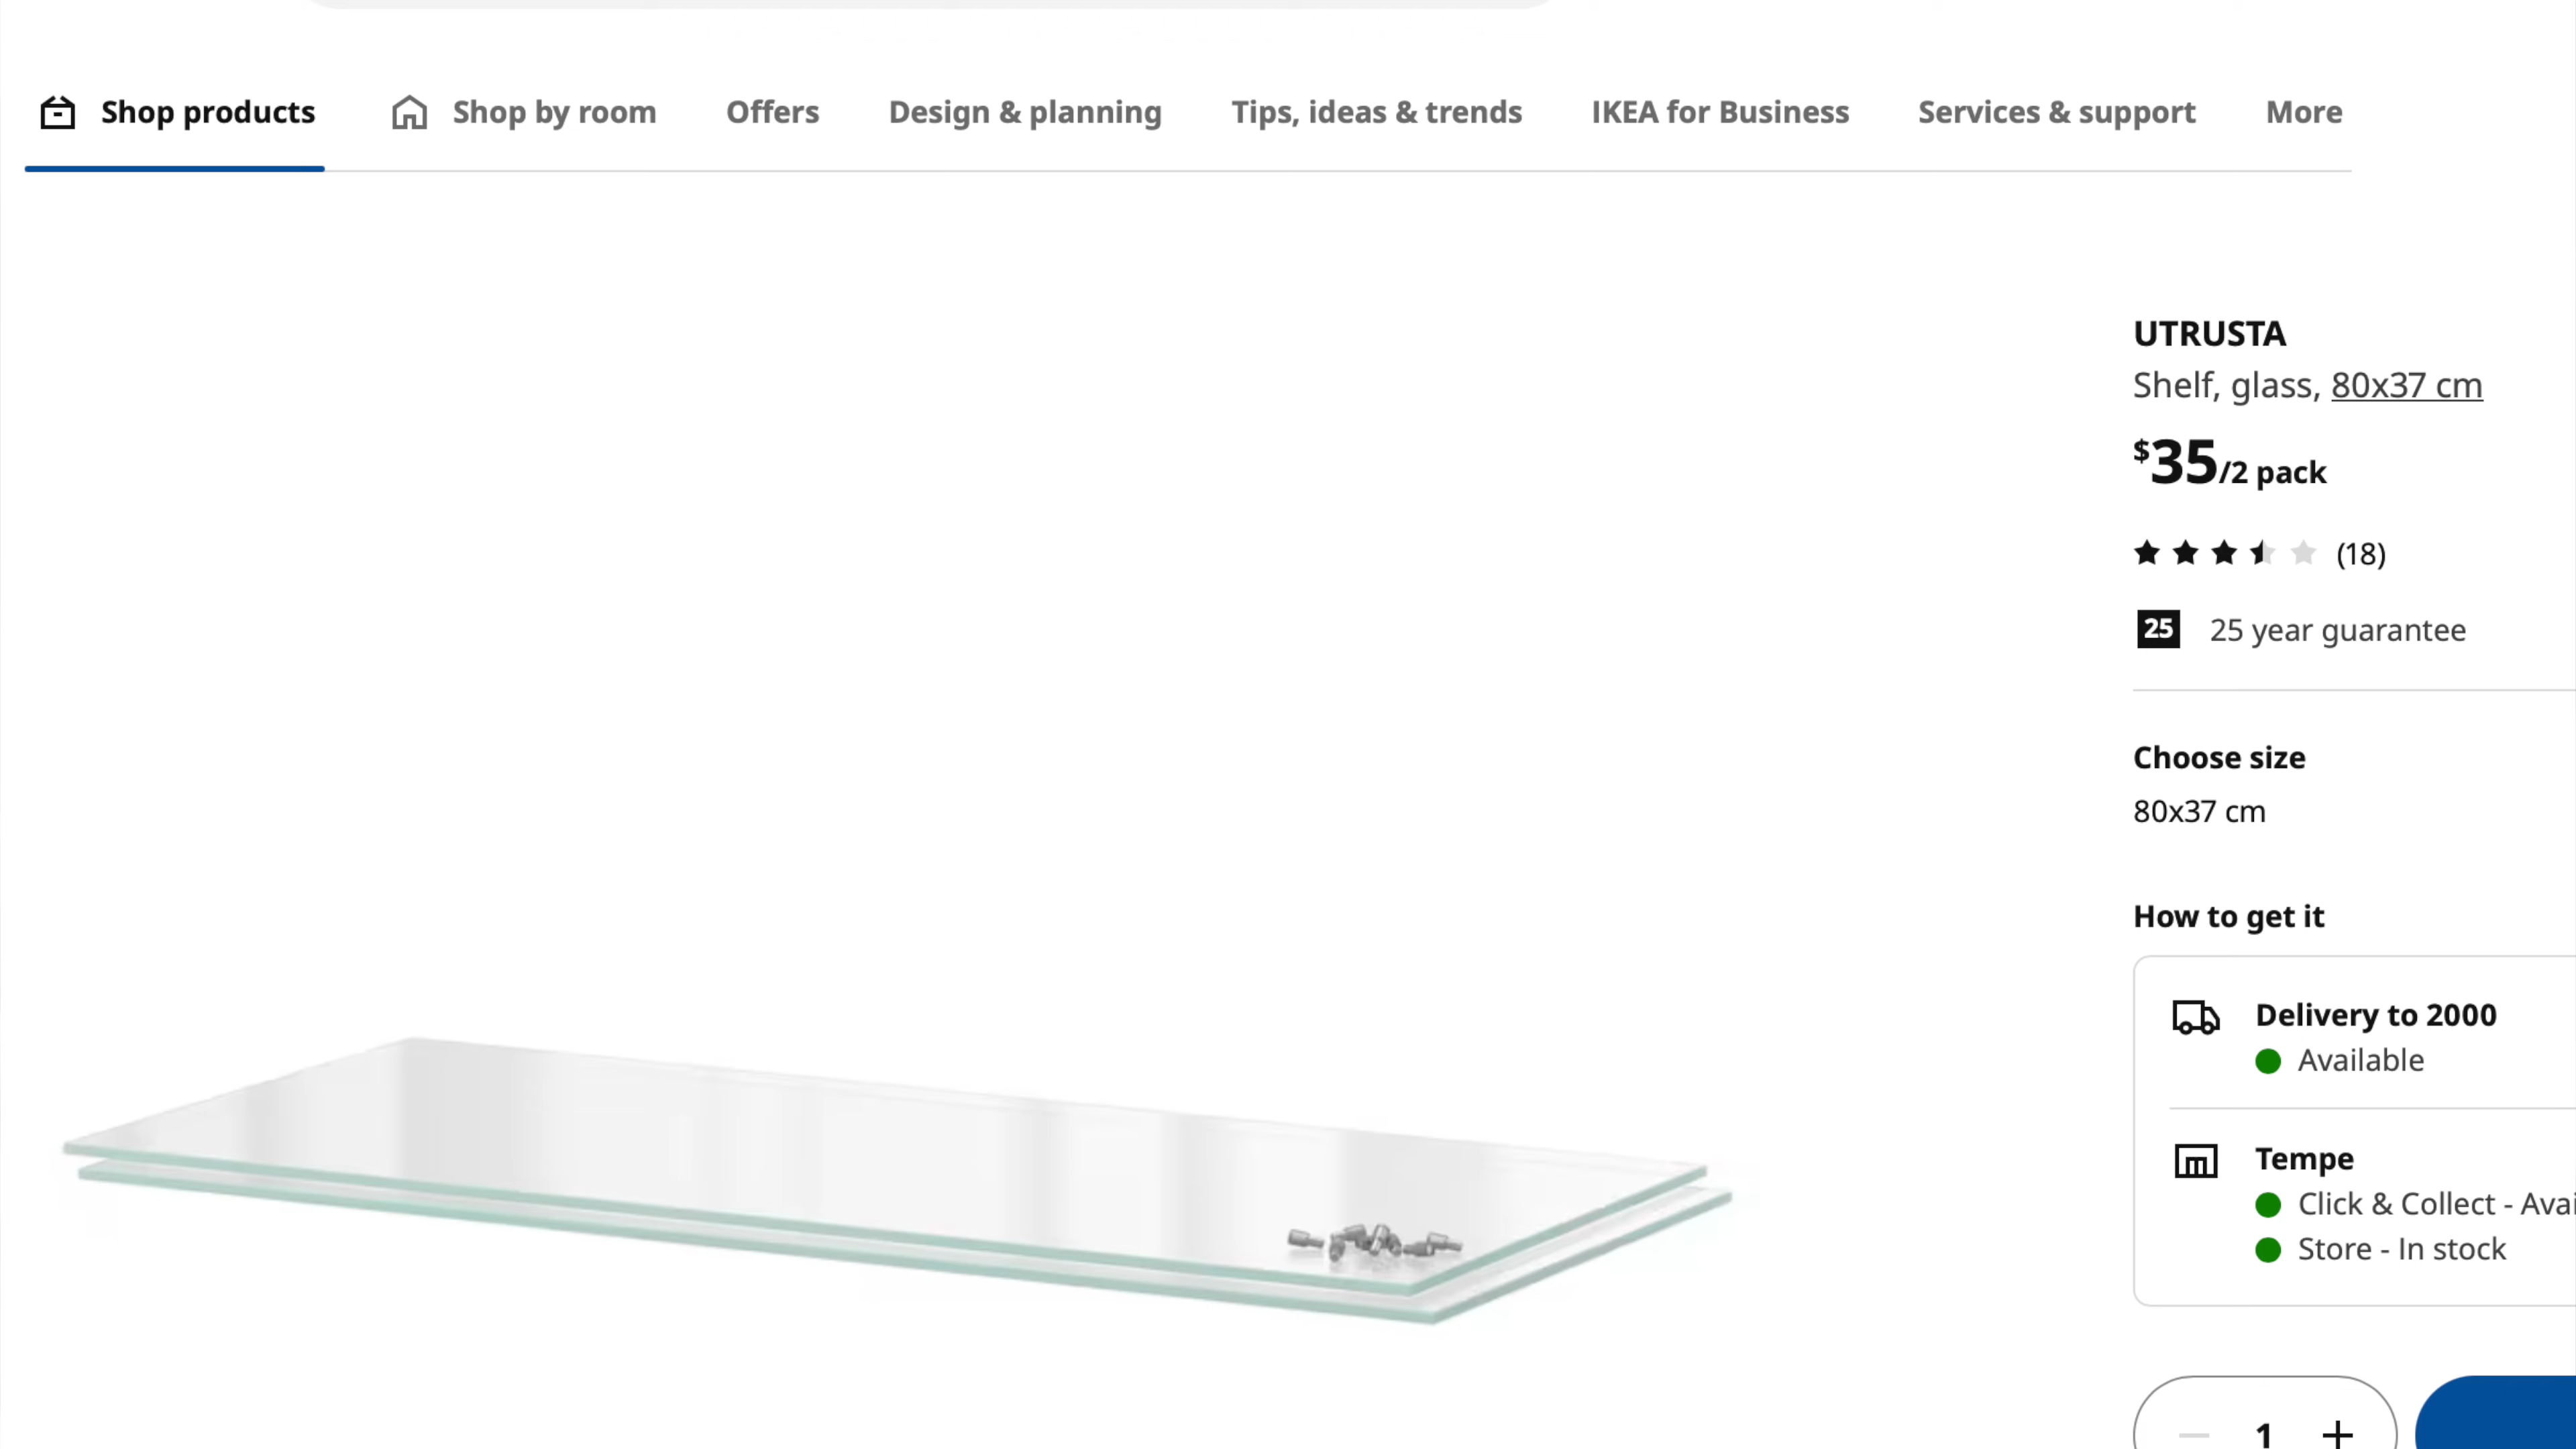 Shop products Shop by room Offers Design & planning Tips, ideas & trends IKEA for Business Services & support More
UTRUSTA
Shelf, glass, 80x37 cm
$35/2 pack
(18)
25 25 year guarantee
Choose size
80x37 cm
How to get it
Delivery to 2000
Available
Tempe
Click & Collect - Avai
Store - In stock
1